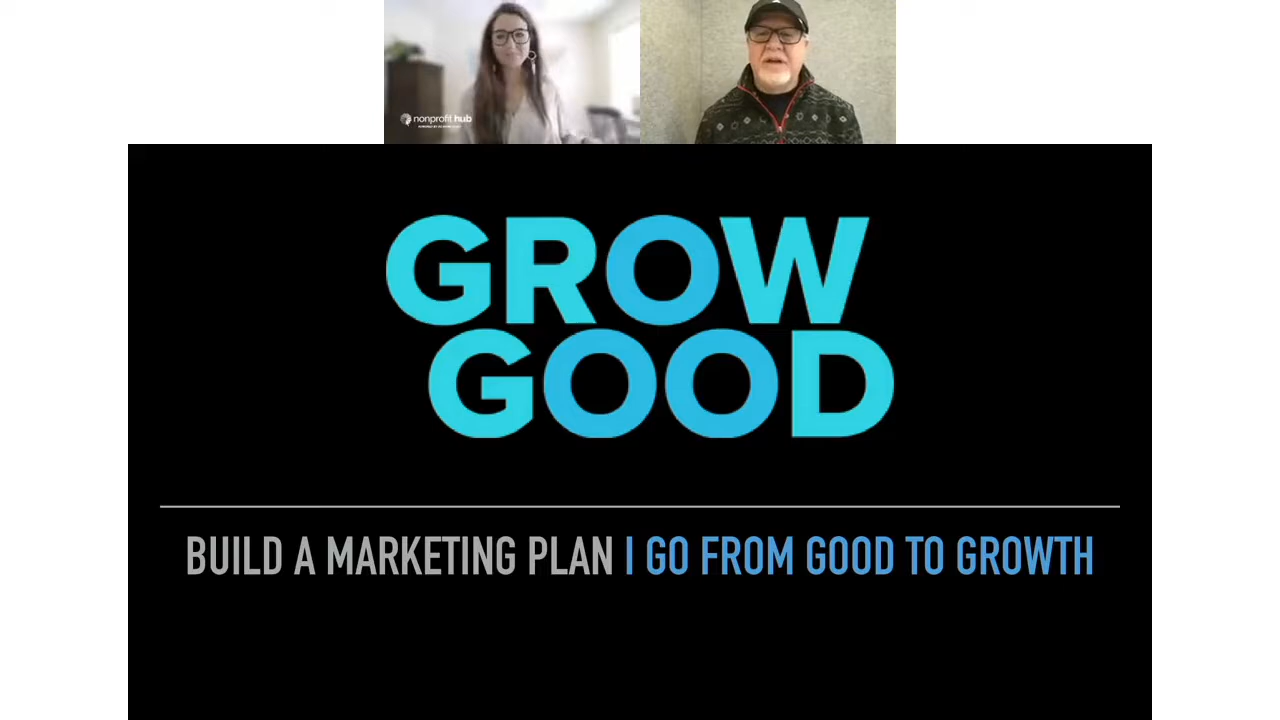 nonprofit hub
GROW
GOOD
BUILD A MARKETING PLAN I GO FROM GOOD TO GROWTH